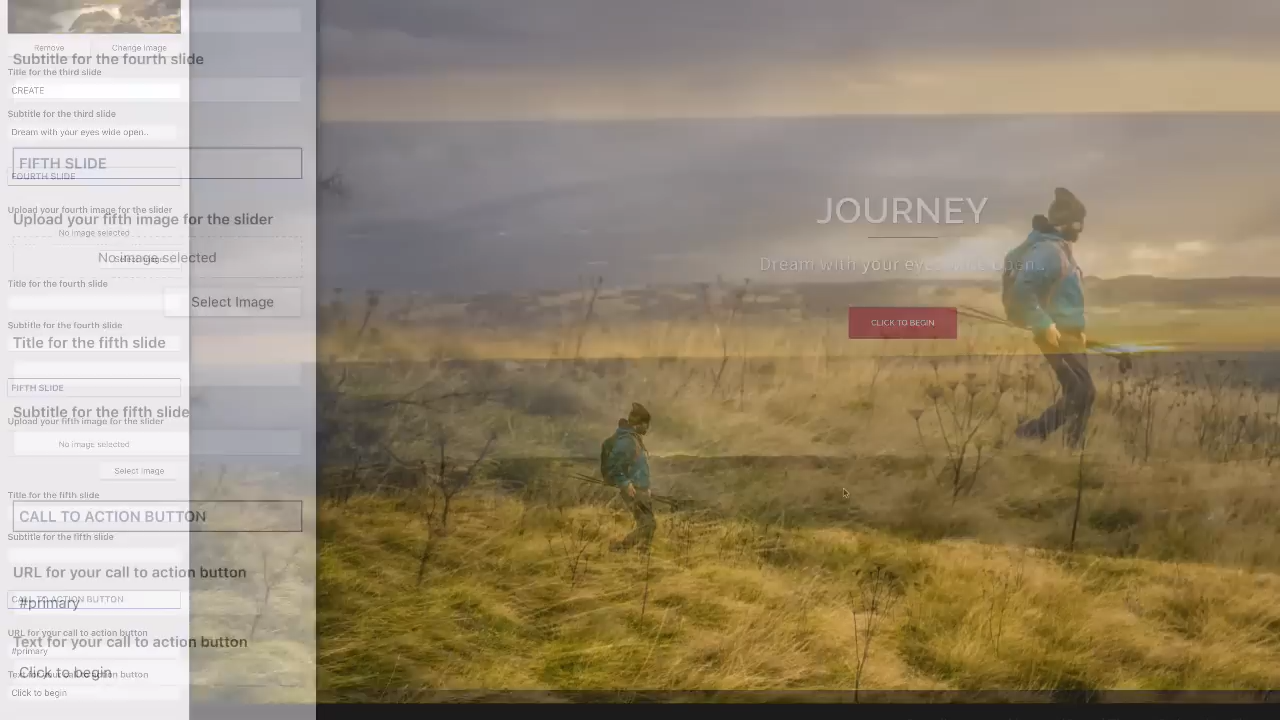 Remove
Change Image
Subtitle for the fourth slide
Title for the third slide
CREATE
Subtitle for the third slide
Dream with your eyes wide open..
FIFTH SLIDE
FOURTH SLIDE
Upload your fourth image for the slider
Upload your fifth image for the slider
No image selected
No image selected
Select Image
Title for the fourth slide
Select Image
Subtitle for the fourth slide
Title for the fifth slide
FIFTH SLIDE
Subtitle for the fifth slide
Upload your fifth image for the slider
No image selected
Select Image
Title for the fifth slide
CALL TO ACTION BUTTON
Subtitle for the fifth slide
URL for your call to action button
CALL TO ACTION BUTTON
#primary
URL for your call to action button
Text for your call to action button
#primary
Click to begin
Text for your call to action button
Click to begin
JOURNEY
Dream with your eyes wide open..
CLICK TO BEGIN